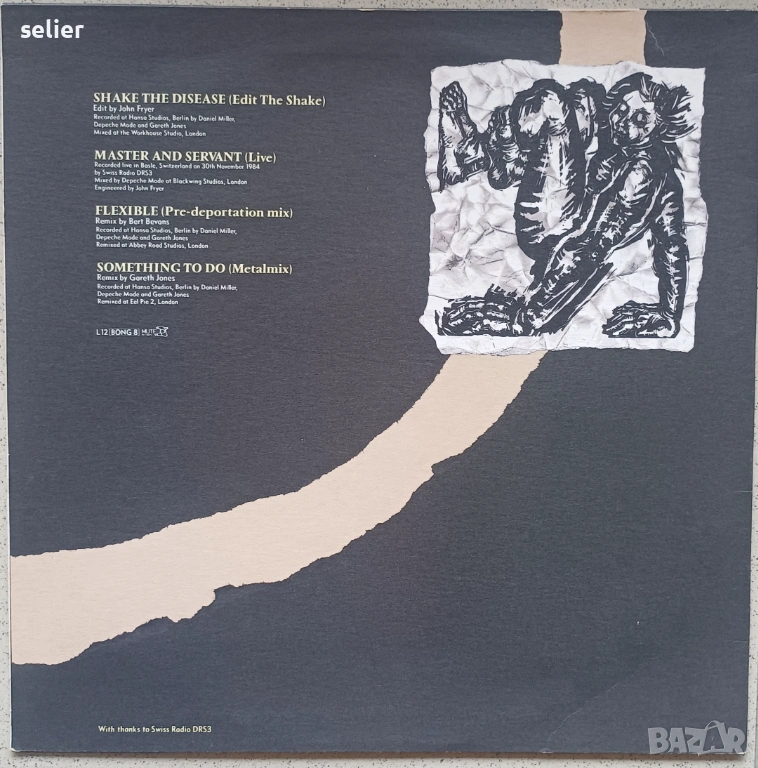 selier
SHAKE THE DISEASE (Edit The Shake)
Edit by John Fryer
Recorded at Hansa Studios, Berlin by Daniel Miller,
Depeche Mode and Gareth Jones
Mixed at the Workhouse Studio, London
MASTER AND SERVANT (Live)
Recorded live in Basle, Switzerland on 30th November 1984
by Swiss Radio DRS3
Mixed by Depeche Mode at Blackwing Studios, London
Engineered by John Fryer
FLEXIBLE (Pre-deportation mix)
Remix by Bert Bevans
Recorded at Hansa Studios, Berlin by Daniel Miller,
Depeche Mode and Gareth Jones
Remixed at Abbey Road Studios, London
SOMETHING TO DO (Metalmix)
Remix by Gareth Jones
Recorded at Hansa Studios, Berlin by Daniel Miller,
Depeche Mode and Gareth Jones
Remixed at Eel Pie 2, London
L12 [BONG 8] MUTE
With thanks to Swiss Radio DRS3
BAZAR